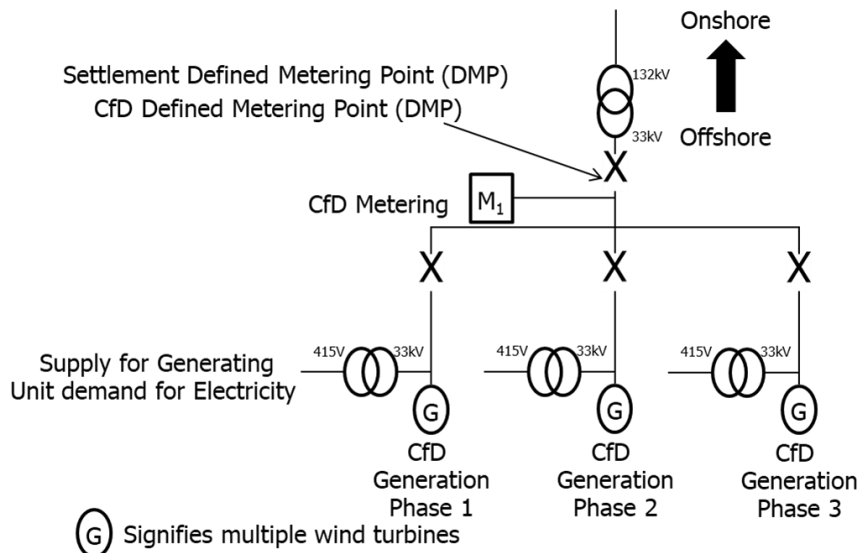 Onshore
Settlement Defined Metering Point (DMP)
132kV
CfD Defined Metering Point (DMP)
33kV
Offshore
X
CfD Metering
M1
X
X
X
Supply for Generating
Unit demand for Electricity
415V
33kV
415V
33kV
415V
33kV
G
G
G
CfD
Generation
Phase 1
CfD
Generation
Phase 2
CfD
Generation
Phase 3
G Signifies multiple wind turbines